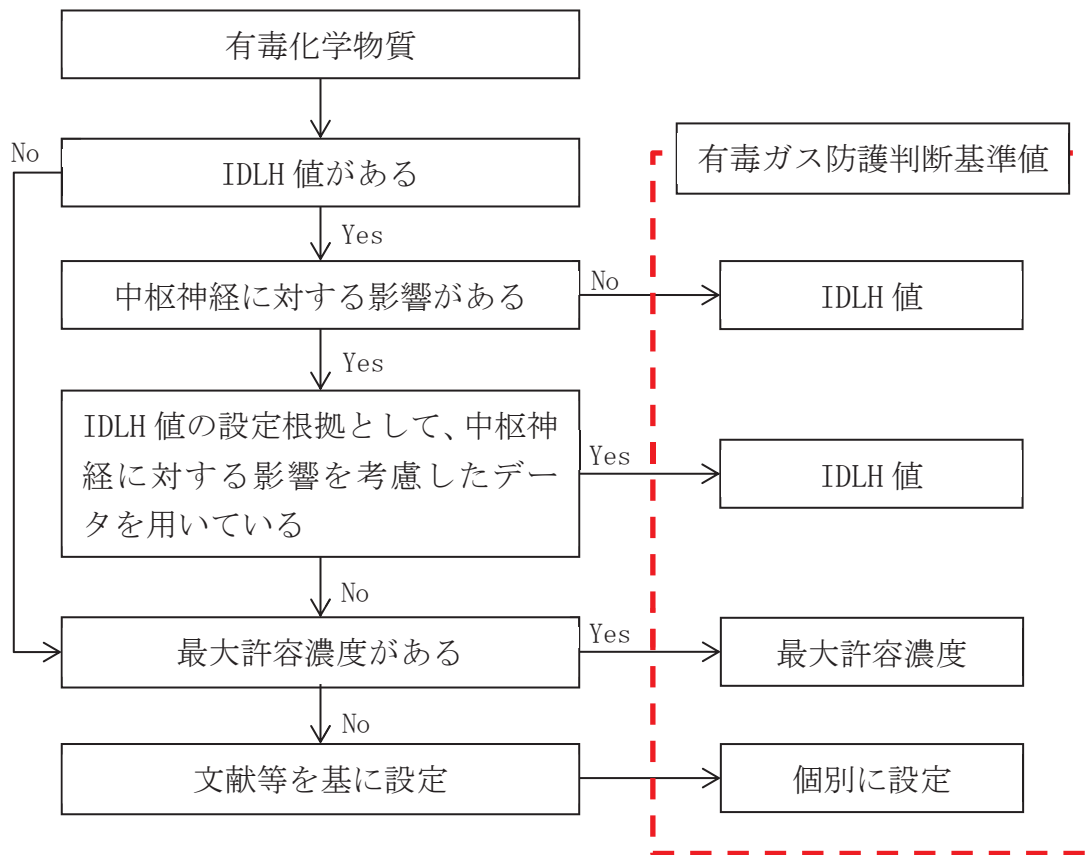 有毒化学物質
No
IDLH 値がある
有毒ガス防護判断基準値
Yes
中枢神経に対する影響がある
No
IDLH 値
Yes
IDLH 値の設定根拠として、中枢神
経に対する影響を考慮したデー
タを用いている
Yes
IDLH 値
No
最大許容濃度がある
Yes
最大許容濃度
No
文献等を基に設定
個別に設定